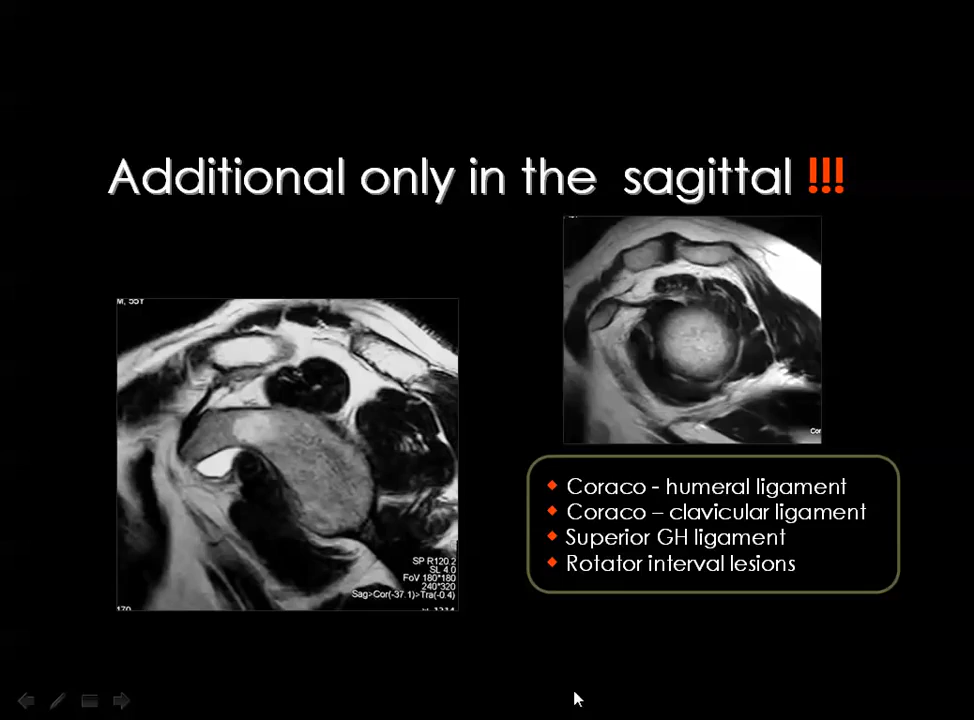 Additional only in the sagittal !!!
M, 55Y
SP R120.2
SL 4.0
FoV 180*180
240*320
Sag>Cor(-37.1)>Tra(-0.4)
Cor
Coraco - humeral ligament
Coraco – clavicular ligament
Superior GH ligament
Rotator interval lesions